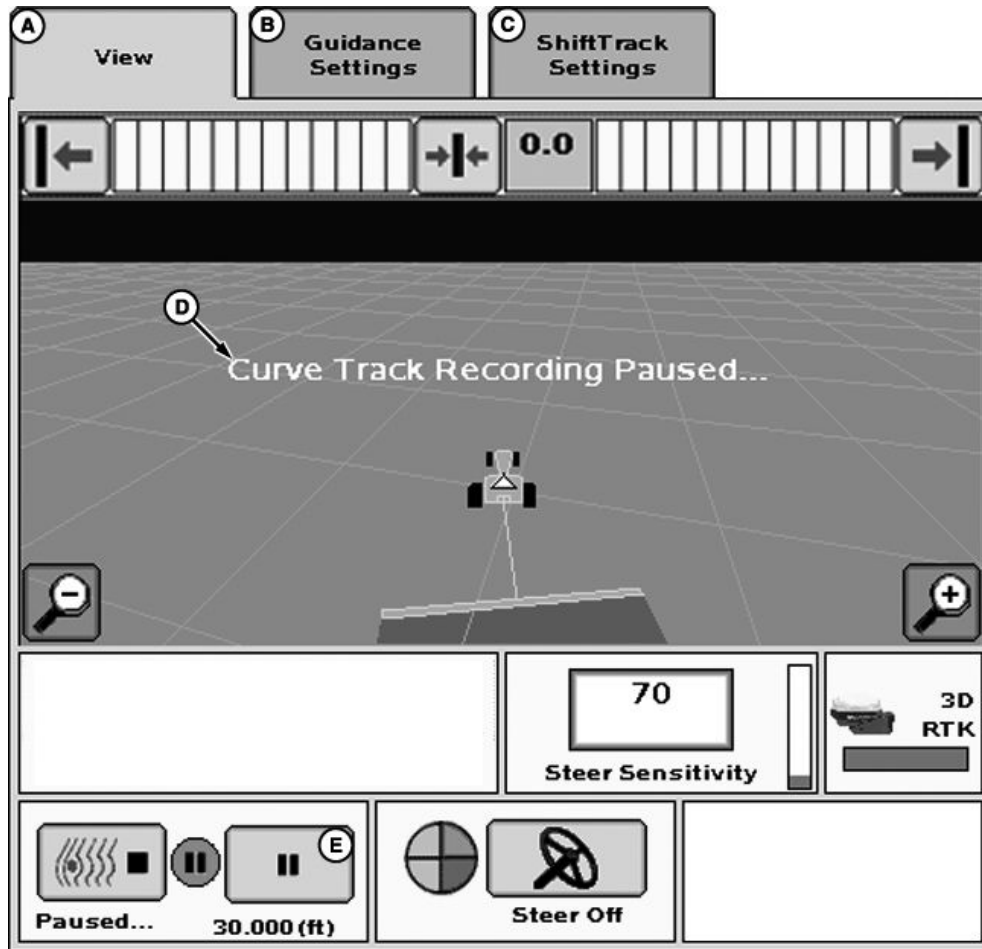 A
View
B
Guidance
Settings
C
ShiftTrack
Settings
0.0
D
Curve Track Recording Paused...
70
Steer Sensitivity
3D
RTK
E
Paused...
30.000 (ft)
Steer Off